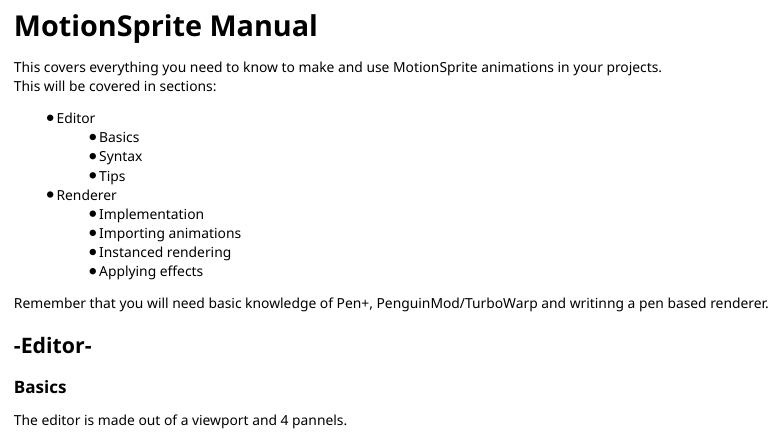 MotionSprite Manual
This covers everything you need to know to make and use MotionSprite animations in your projects.
This will be covered in sections:
● Editor
● Basics
● Syntax
● Tips
● Renderer
● Implementation
● Importing animations
● Instanced rendering
● Applying effects
Remember that you will need basic knowledge of Pen+, PenguinMod/TurboWarp and writinng a pen based renderer.
-Editor-
Basics
The editor is made out of a viewport and 4 pannels.